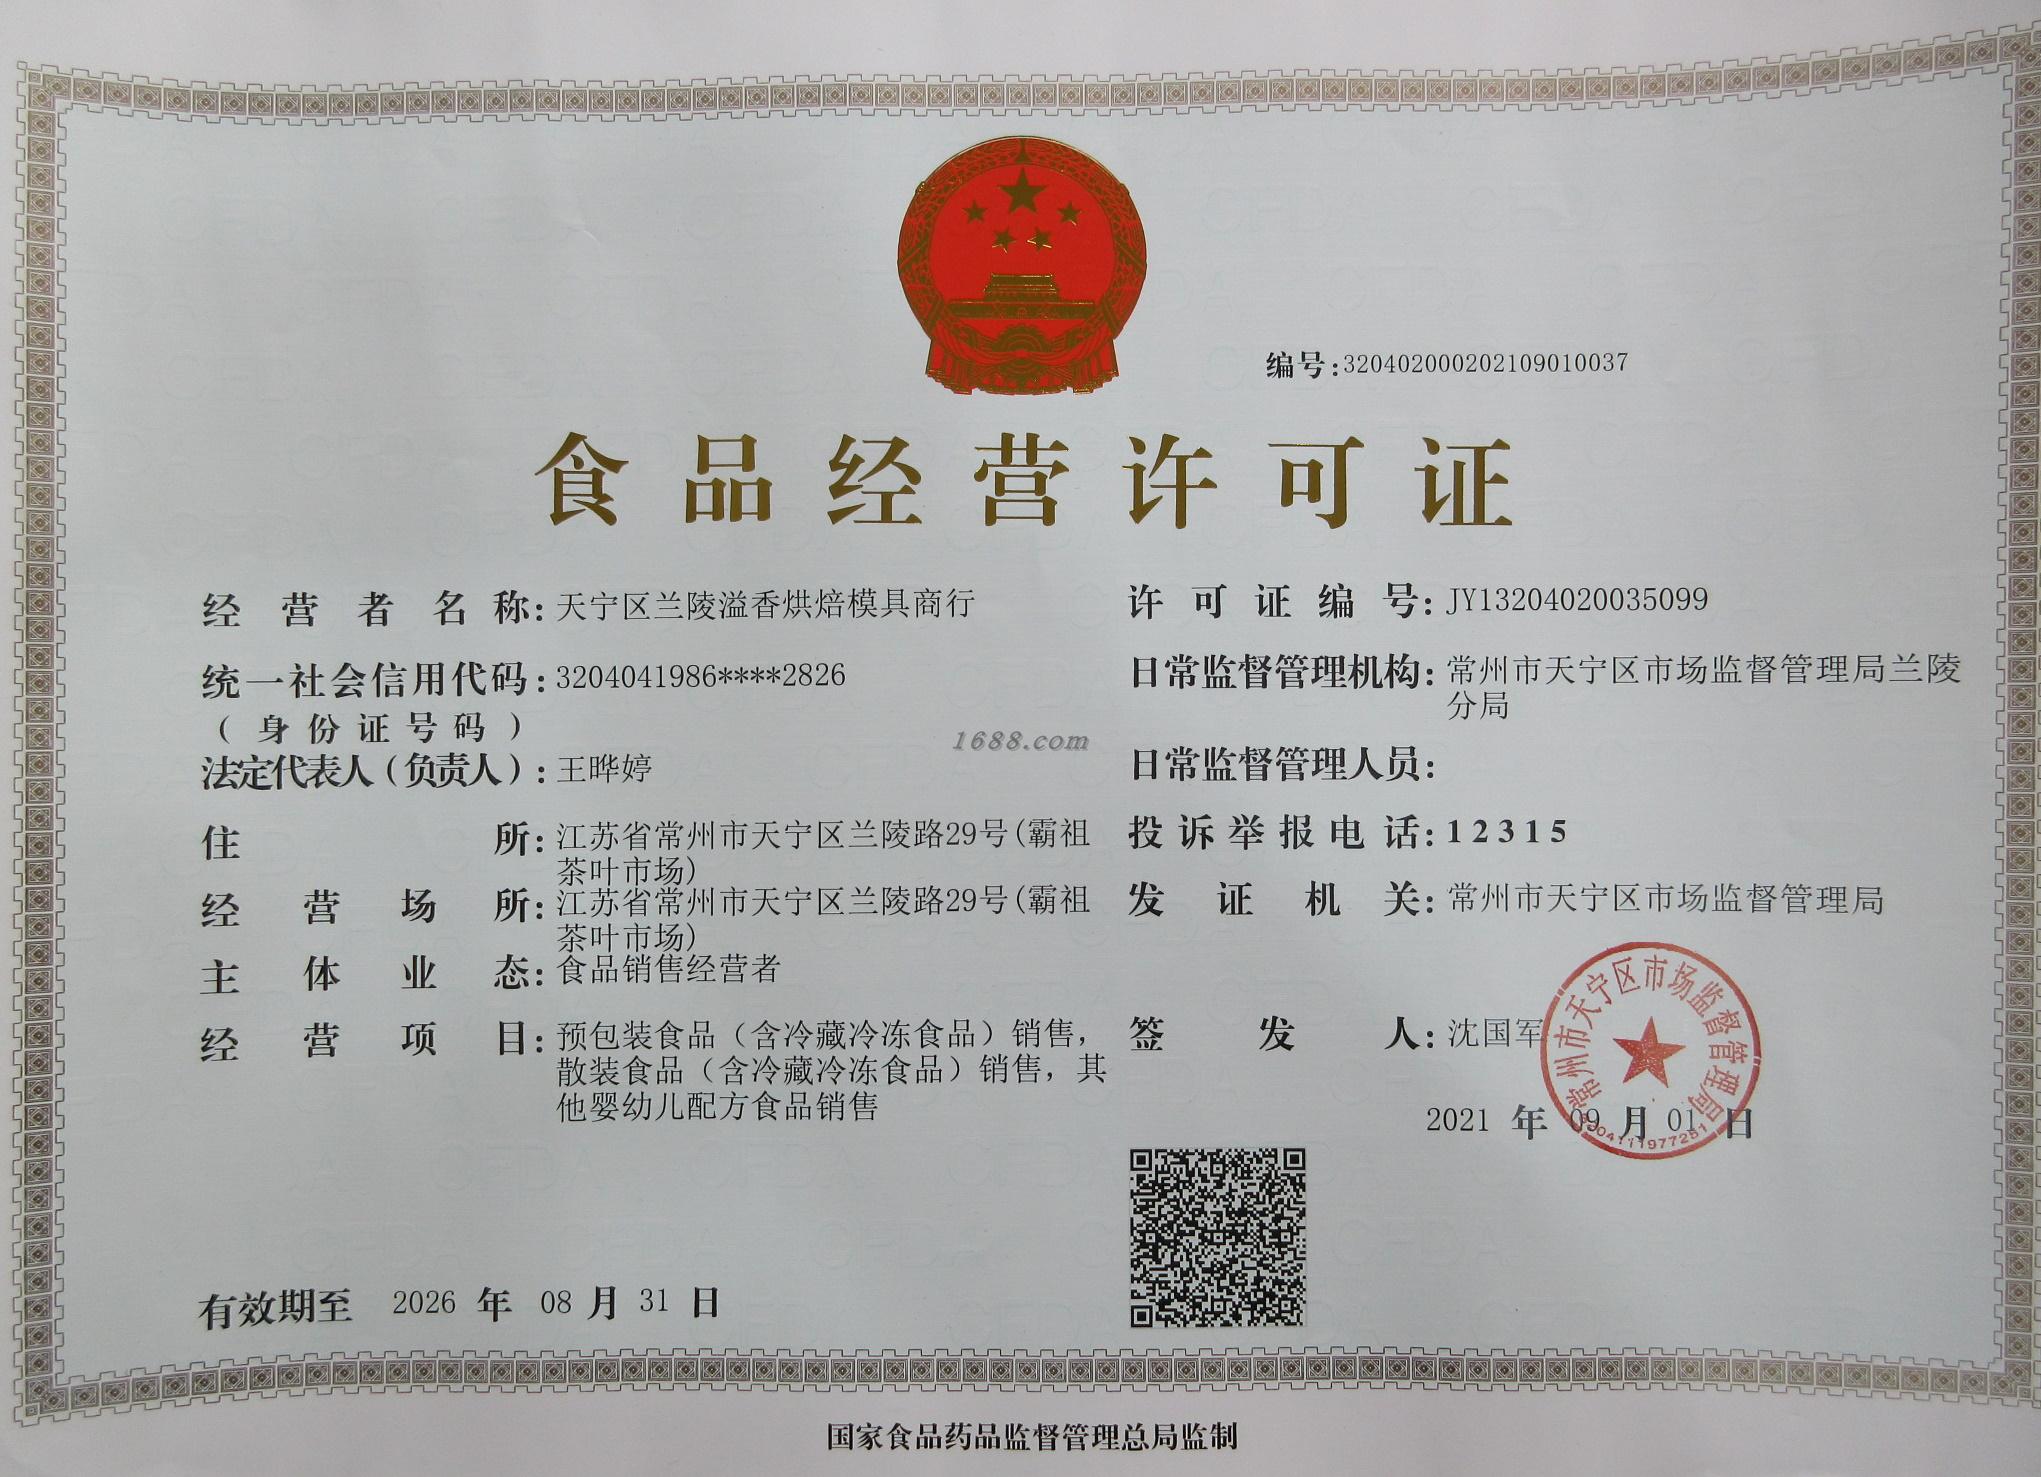 编号:320402000202109010037
食品经营许可证
经营者名称:天宁区兰陵溢香烘焙模具商行
统一社会信用代码:3204041986****2826
(身份证号码)
法定代表人(负责人):王晔婷
住所:江苏省常州市天宁区兰陵路29号(霸祖
茶叶市场)
经营场所:江苏省常州市天宁区兰陵路29号(霸祖
茶叶市场)
主体业态:食品销售经营者
经营项目:预包装食品(含冷藏冷冻食品)销售,
散装食品(含冷藏冷冻食品)销售,其
他婴幼儿配方食品销售
许可证编号:JY13204020035099
日常监督管理机构:常州市天宁区市场监督管理局兰陵
分局
1688.com
日常监督管理人员:
投诉举报电话:12315
发证机关:常州市天宁区市场监督管理局
签发人:沈国军
常州市天宁区市场监督管理局
3204111977281
2021年09月01日
有效期至 2026年08月31日
国家食品药品监督管理总局监制